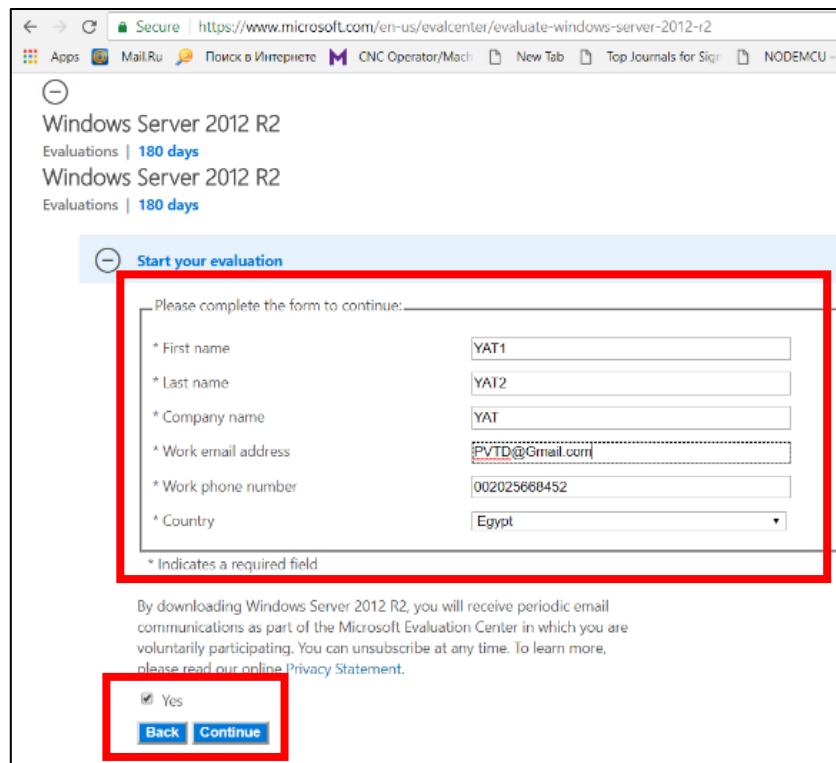 Secure https://www.microsoft.com/en-us/evalcenter/evaluate-windows-server-2012-r2
Apps Mail.Ru Поиск в Интернете CNC Operator/Mach New Tab Top Journals for Sign NODEMCU –
Windows Server 2012 R2
Evaluations | 180 days
Windows Server 2012 R2
Evaluations | 180 days
Start your evaluation
Please complete the form to continue:
* First name YAT1
* Last name YAT2
* Company name YAT
* Work email address PVTD@Gmail.com
* Work phone number 002025668452
* Country Egypt
* Indicates a required field
By downloading Windows Server 2012 R2, you will receive periodic email
communications as part of the Microsoft Evaluation Center in which you are
voluntarily participating. You can unsubscribe at any time. To learn more,
please read our online Privacy Statement.
Yes
Back Continue